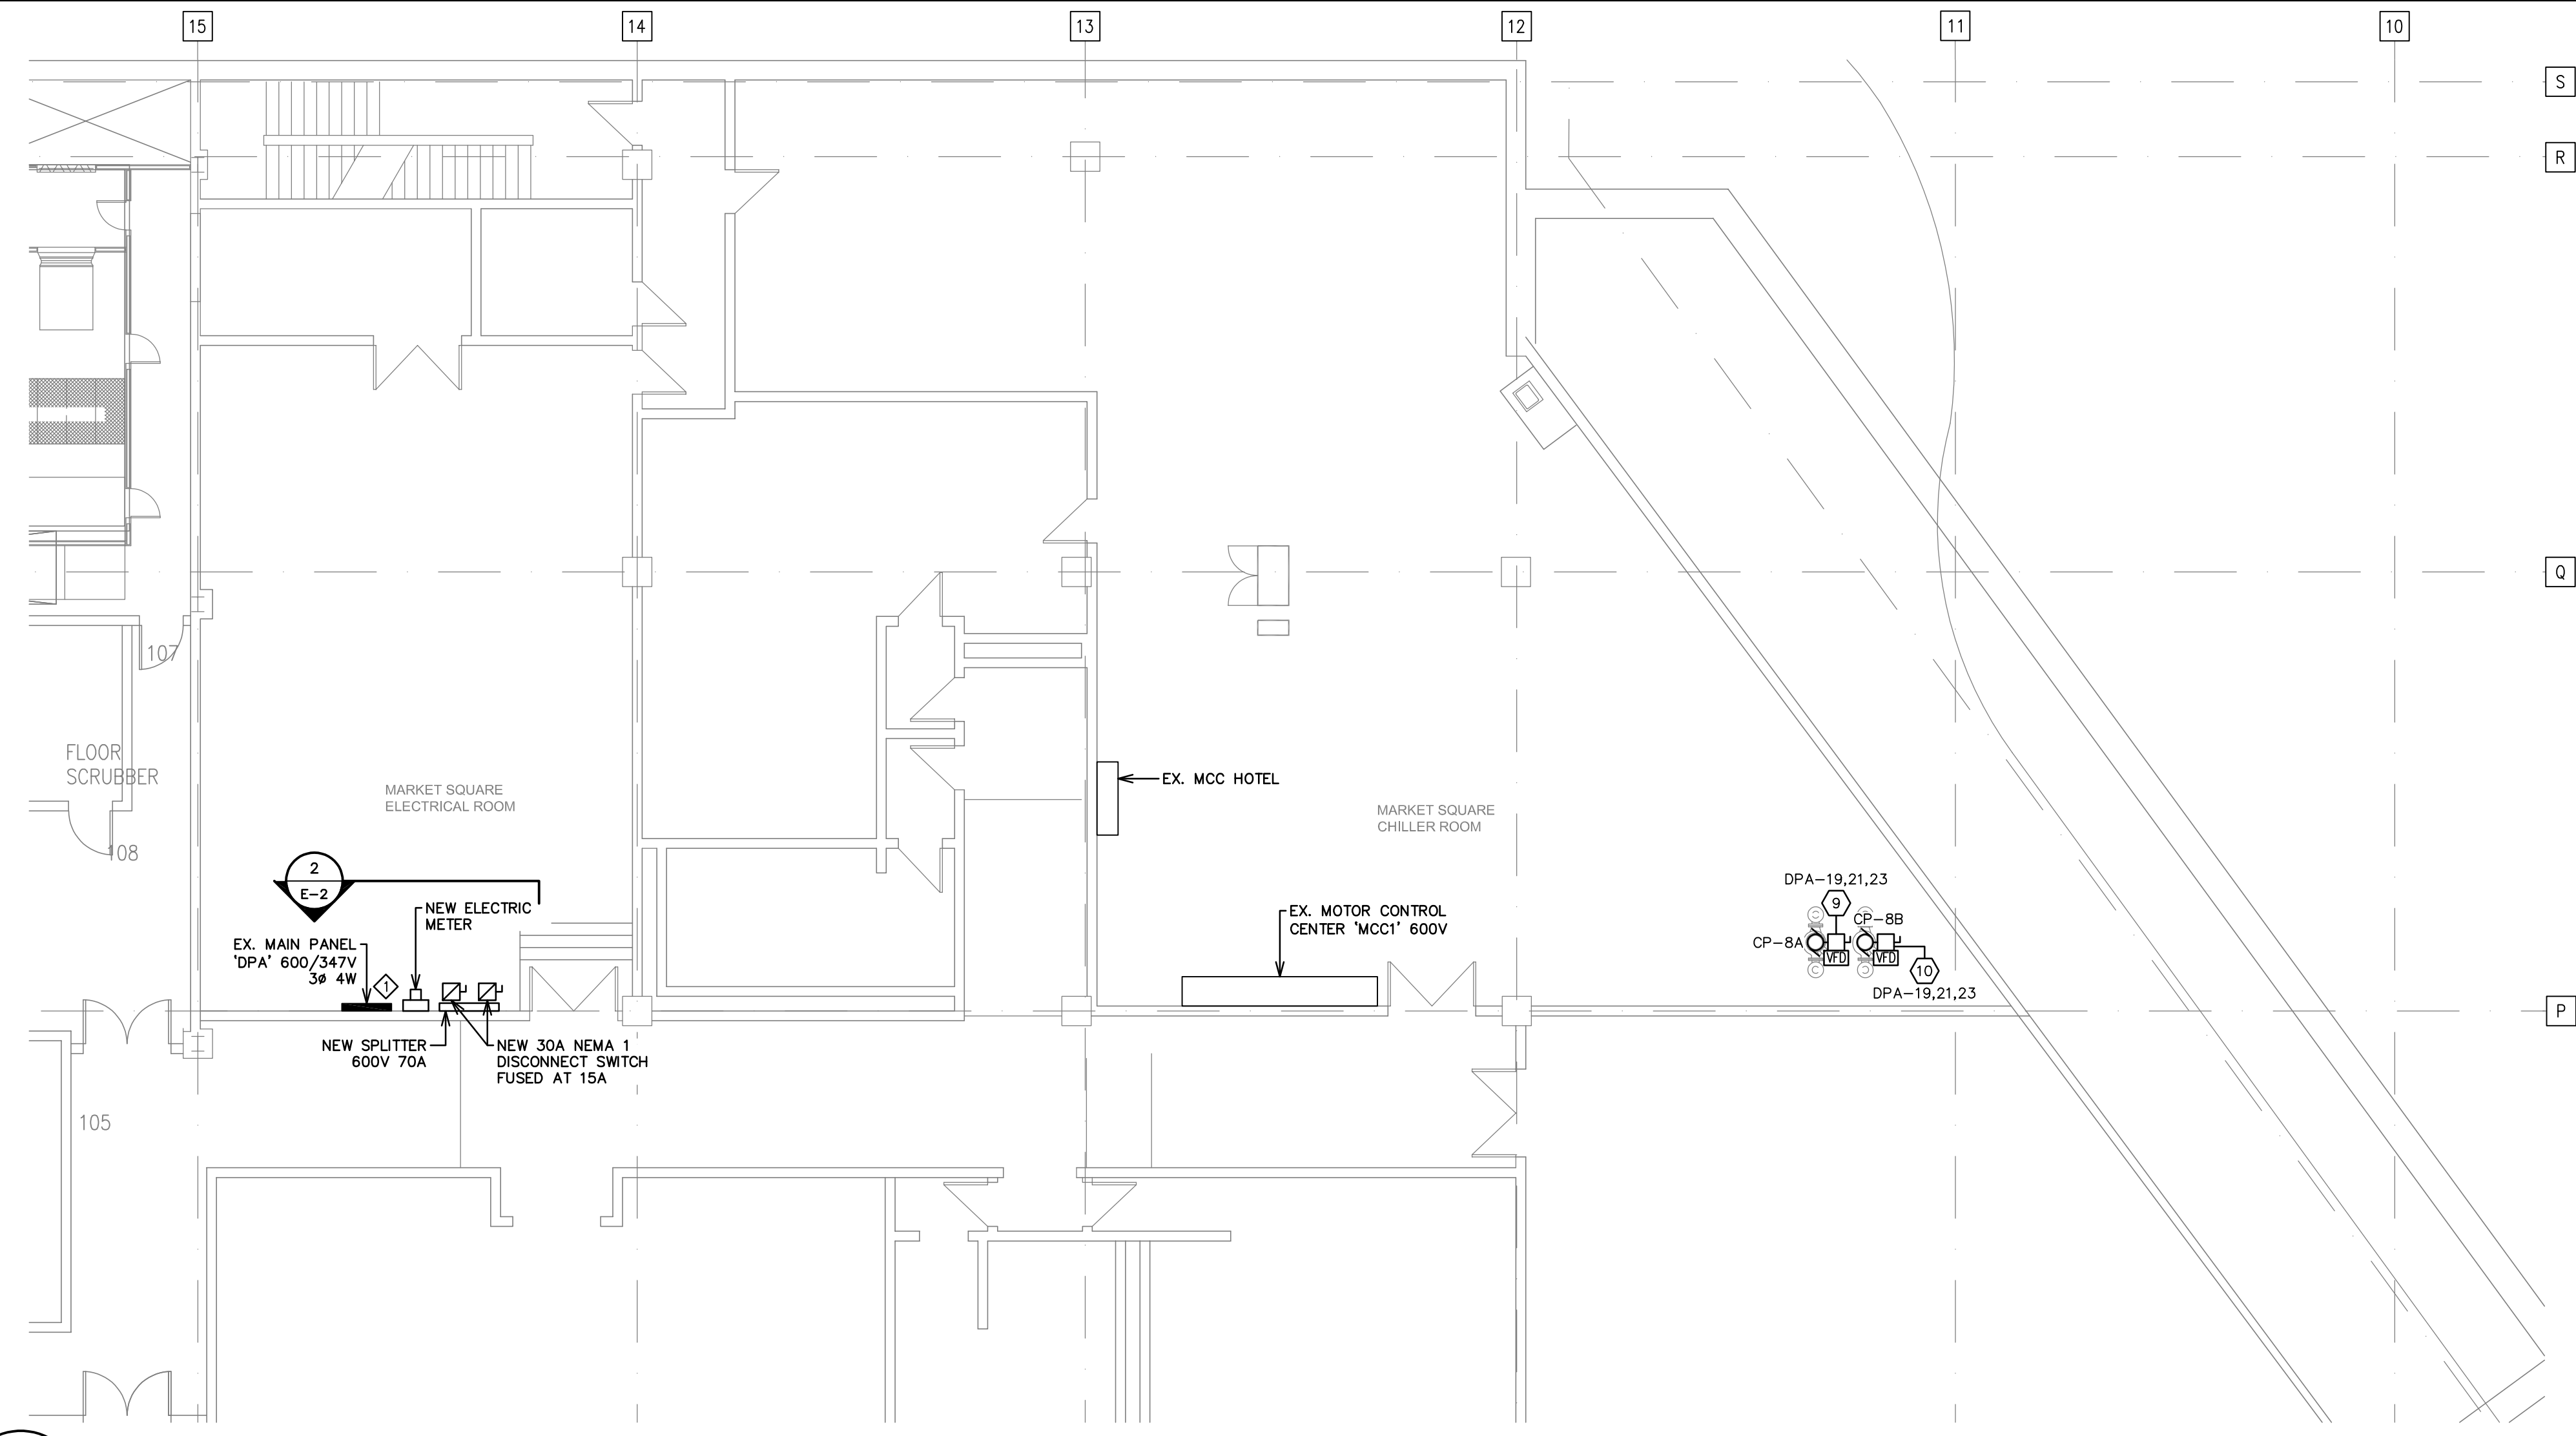 15
14
13
12
11
10
S
R
Q
107
FLOOR
SCRUBBER
MARKET SQUARE
ELECTRICAL ROOM
EX. MCC HOTEL
MARKET SQUARE
CHILLER ROOM
108
2
E-2
NEW ELECTRIC
METER
EX. MAIN PANEL
'DPA' 600/347V
3ø 4W
1
EX. MOTOR CONTROL
CENTER 'MCC1' 600V
DPA-19,21,23
9
CP-8B
CP-8A
VFD
VFD
10
DPA-19,21,23
P
NEW SPLITTER
600V 70A
NEW 30A NEMA 1
DISCONNECT SWITCH
FUSED AT 15A
105